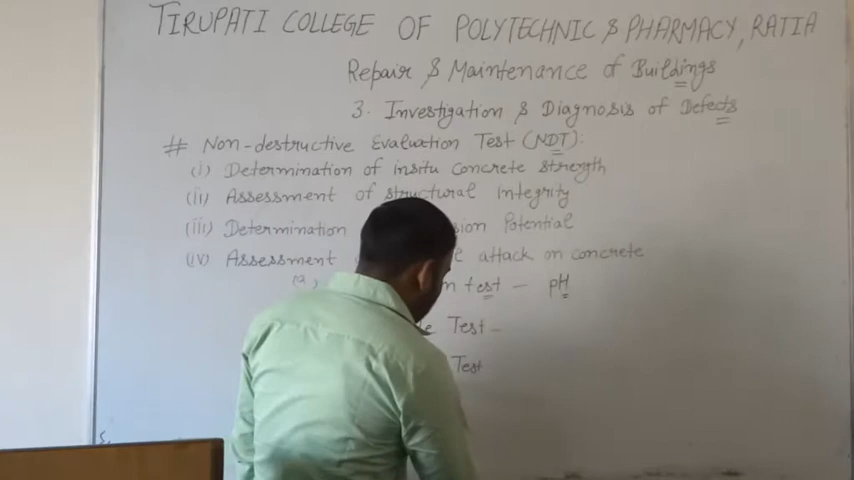 TIRUPATI COLLEGE OF POLYTECHNIC & PHARMACY, RATIA
Repair & Maintenance of Buildings
3. Investigation & Diagnosis of Defects
# Non-destructive Evaluation Test (NDT):
(i) Determination of insitu Concrete strength
(ii) Assessment of structural Integrity
(iii) Determination sion Potential
(iv) Assessment attack on concrete
n test - pH
Test -
Test